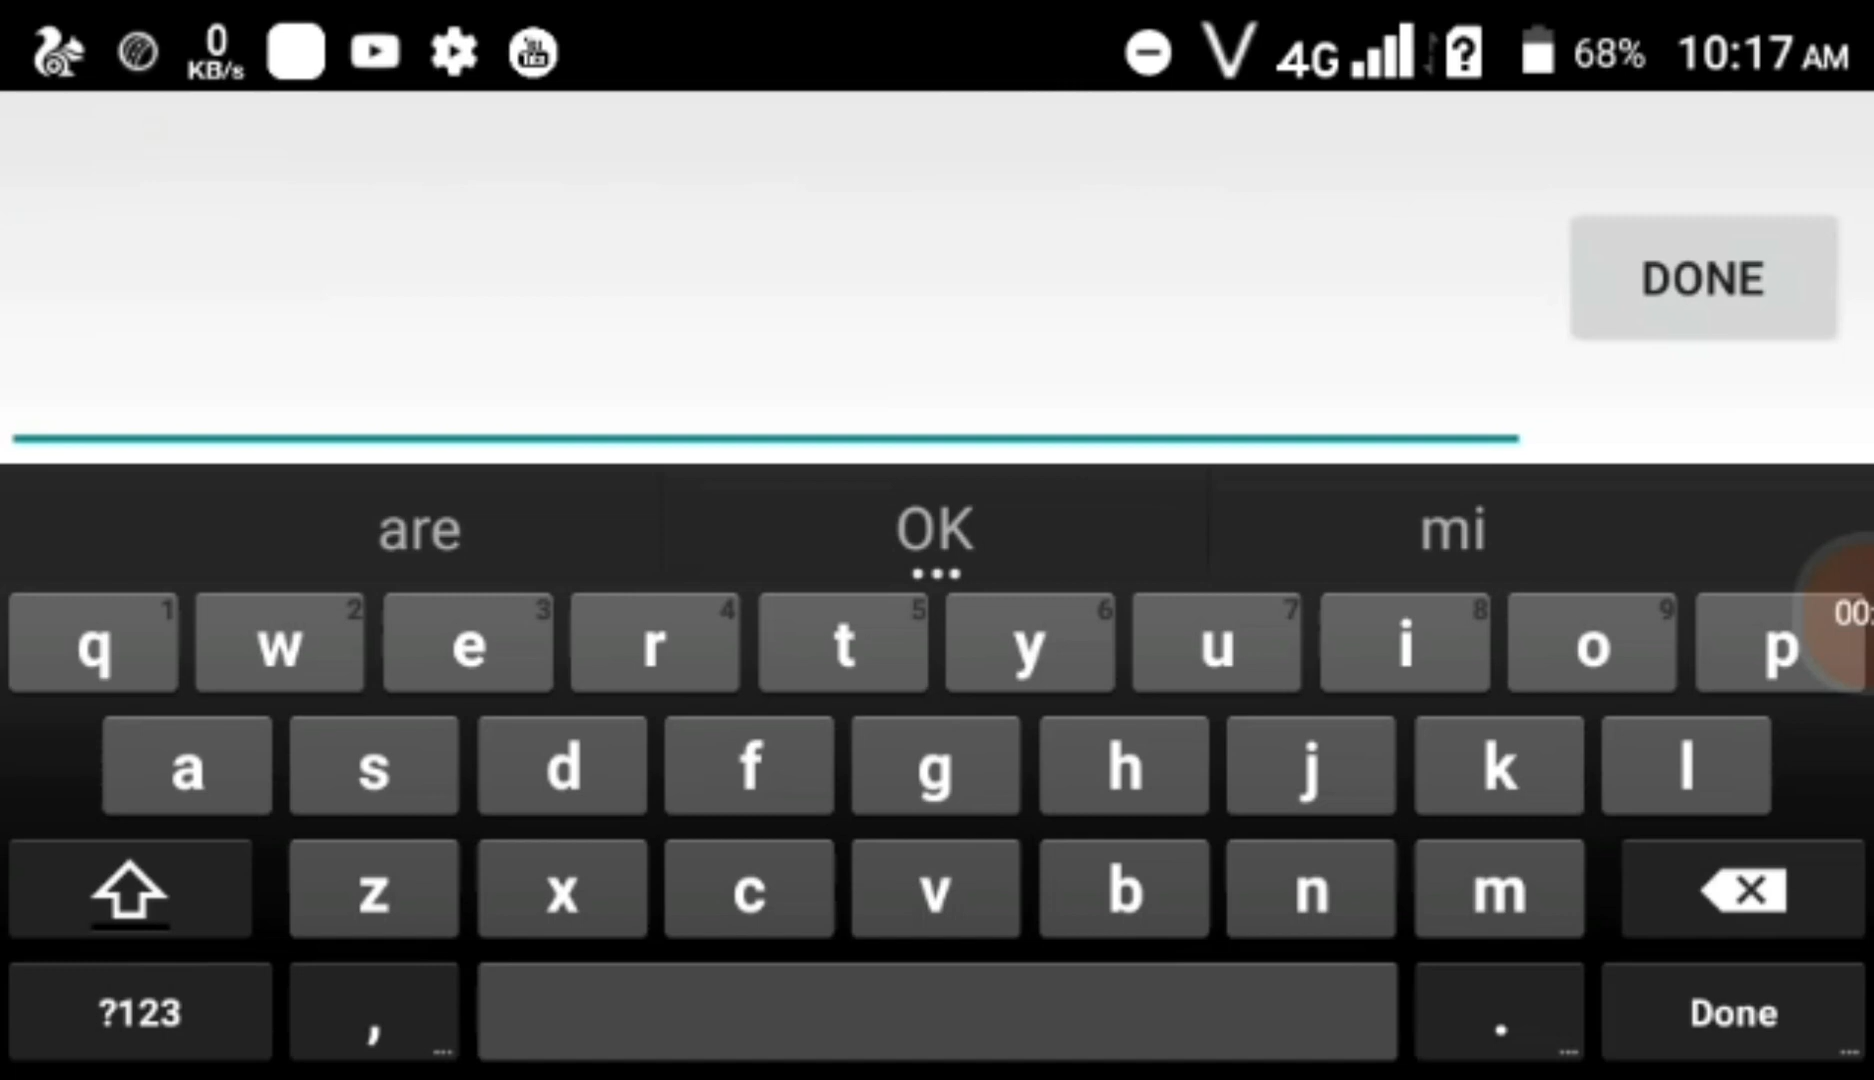 0 KB/s 4G 68% 10:17 AM
DONE
are OK mi
q 1 w 2 e 3 r 4 t 5 y 6 u 7 i 8 o 9 p 00:
a s d f g h j k l
z x c v b n m
?123 , . Done